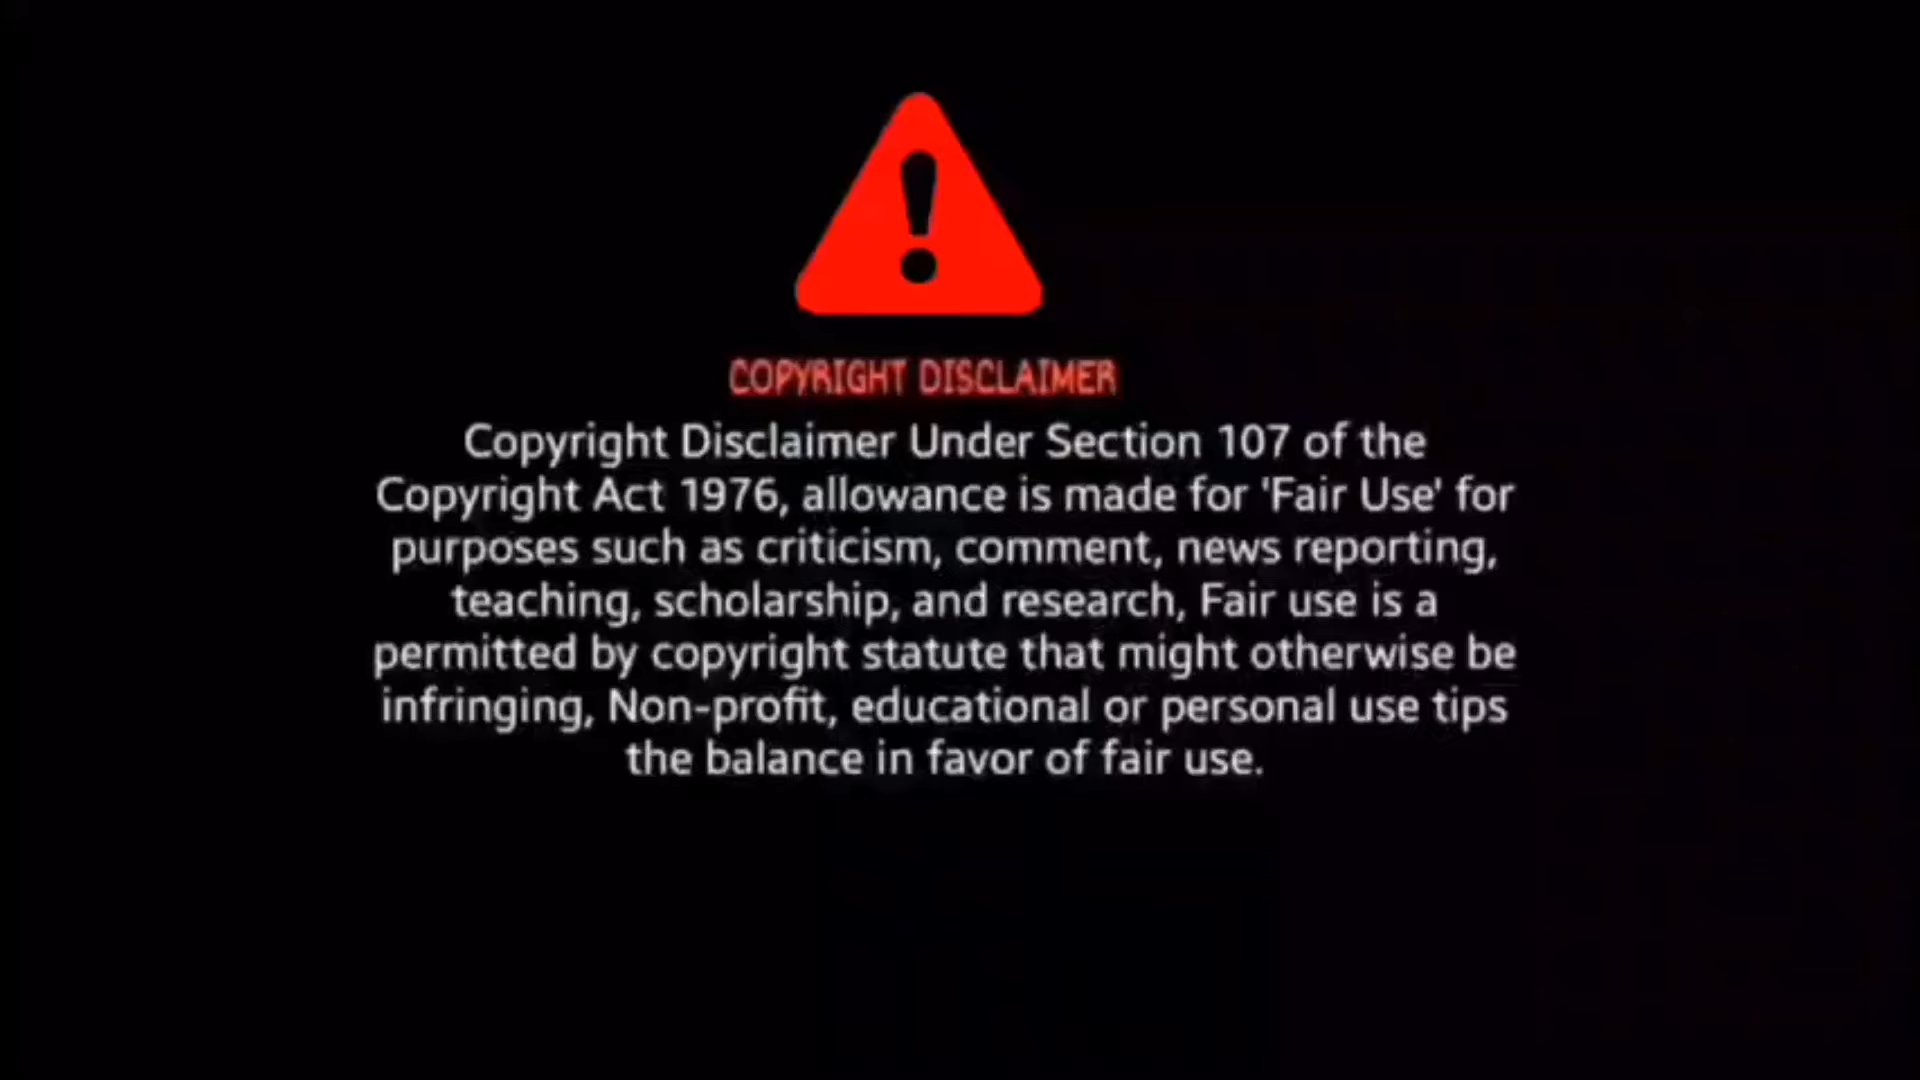 COPYRIGHT DISCLAIMER
Copyright Disclaimer Under Section 107 of the
Copyright Act 1976, allowance is made for 'Fair Use' for
purposes such as criticism, comment, news reporting,
teaching, scholarship, and research, Fair use is a
permitted by copyright statute that might otherwise be
infringing, Non-profit, educational or personal use tips
the balance in favor of fair use.